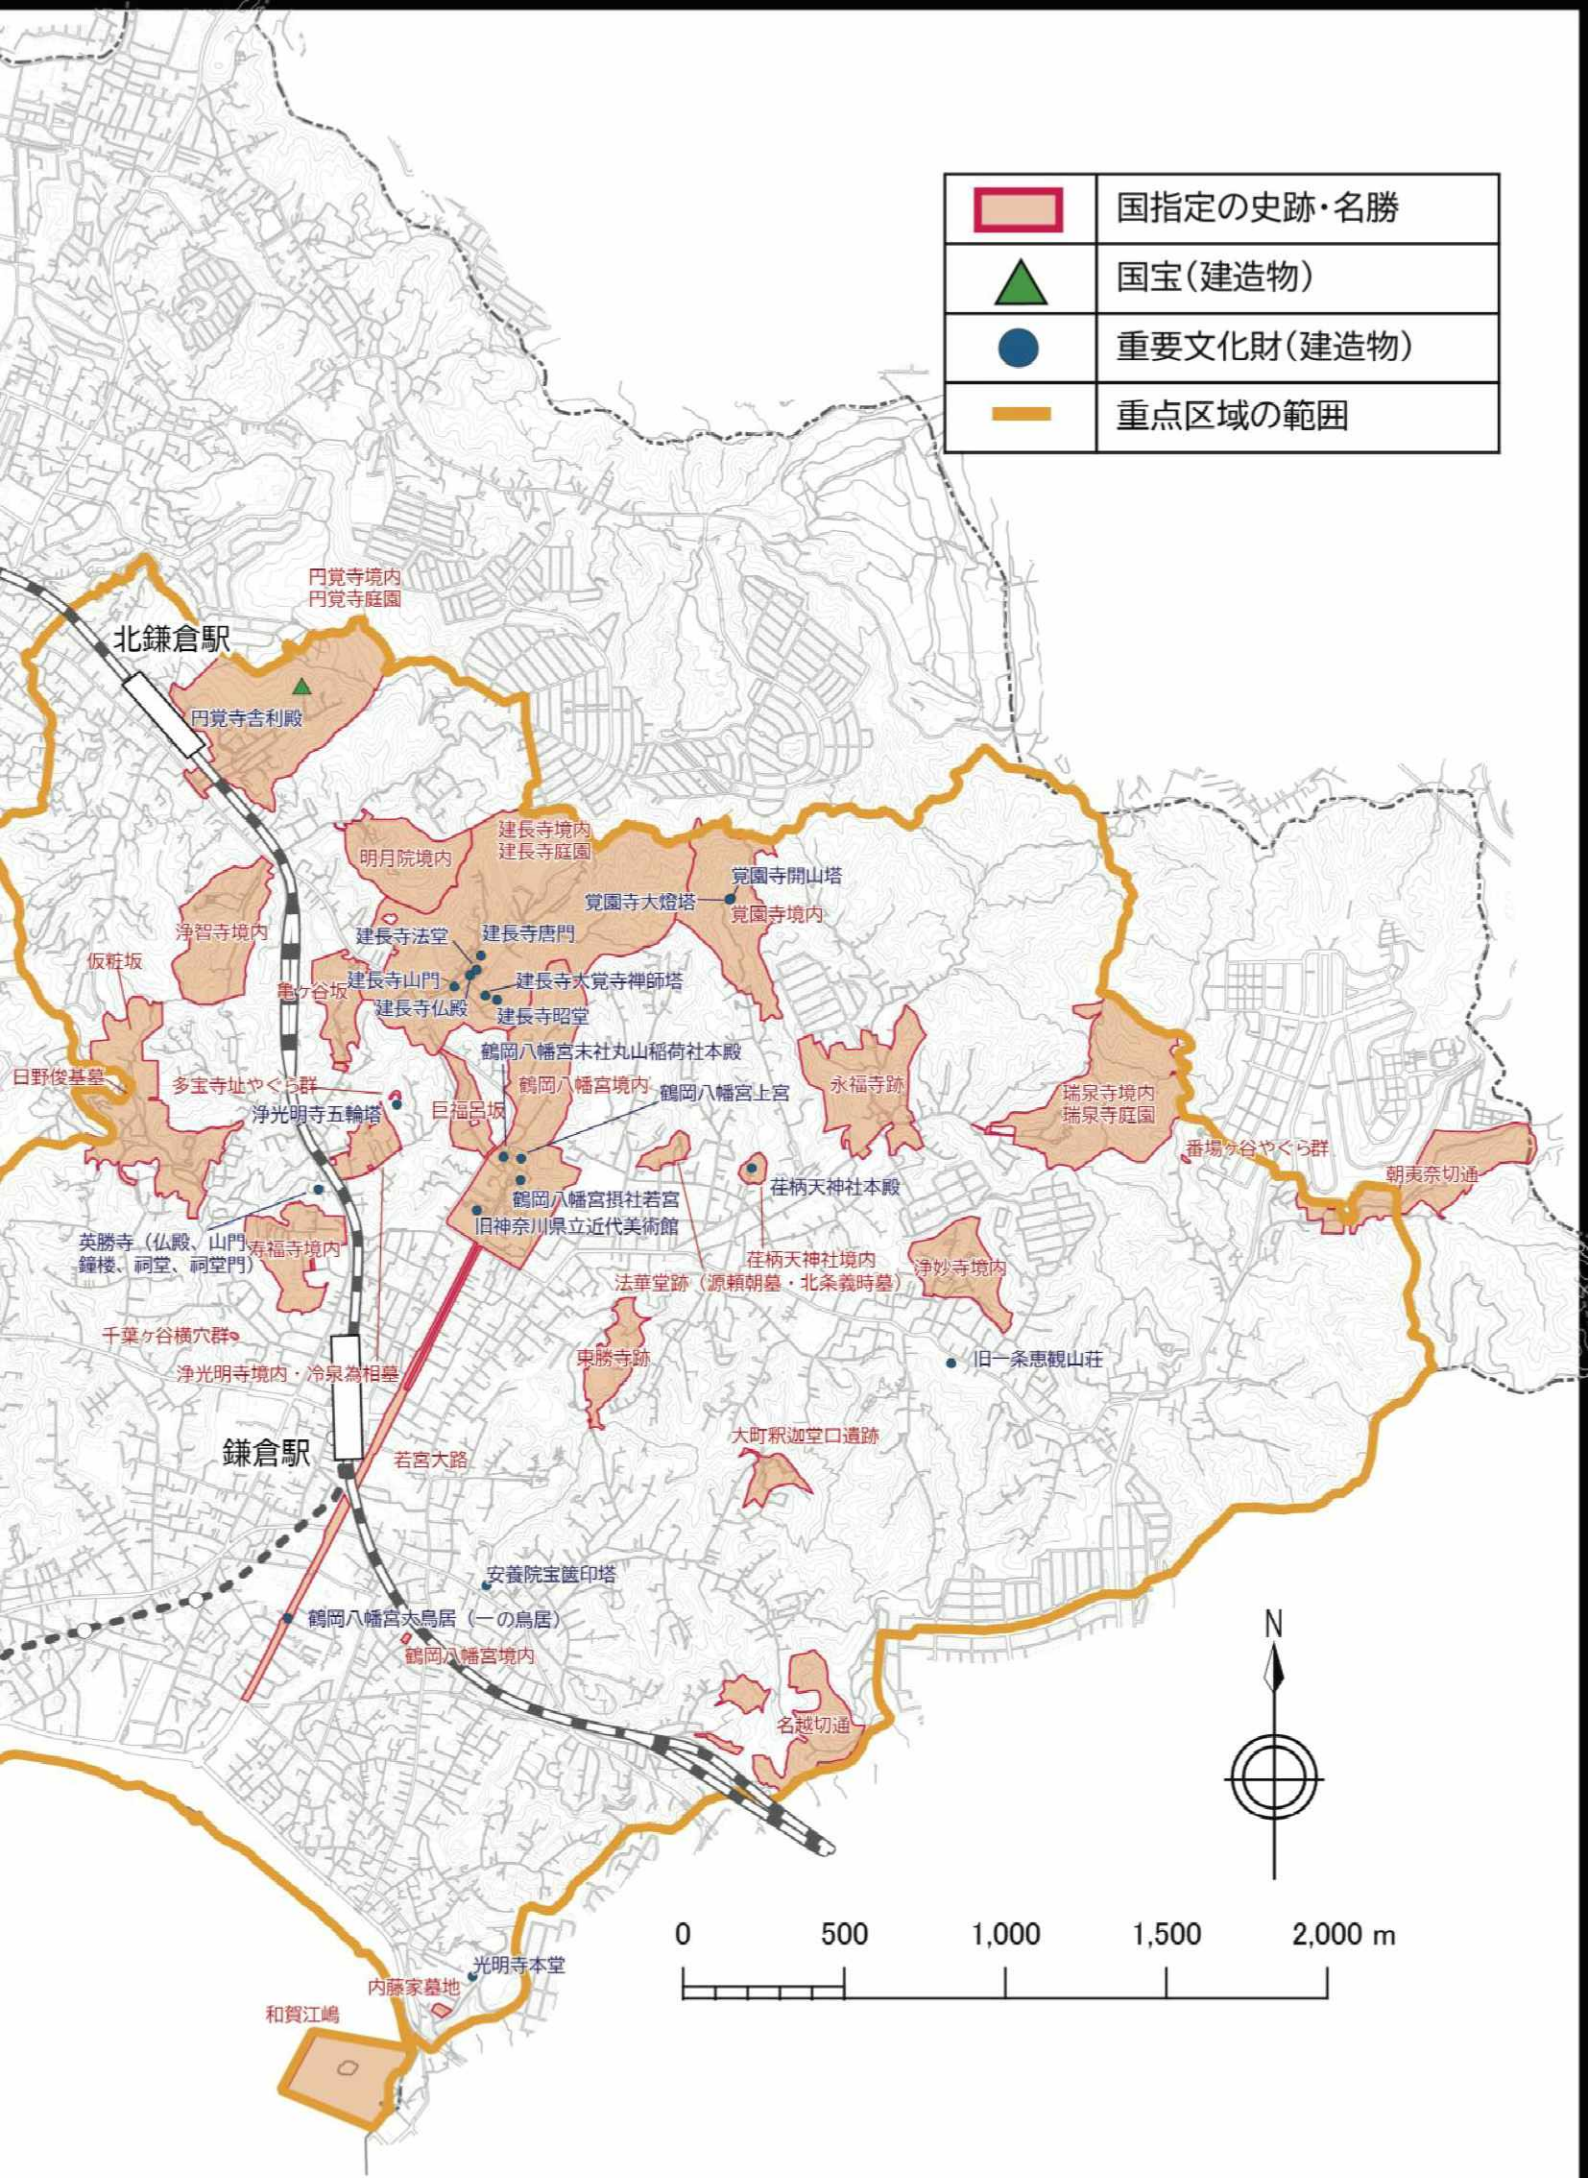 国指定の史跡・名勝
国宝(建造物)
重要文化財(建造物)
重点区域の範囲
円覚寺境内
円覚寺庭園
北鎌倉駅
円覚寺舎利殿
建長寺境内
建長寺庭園
明月院境内
覚園寺開山塔
覚園寺大燈塔
覚園寺境内
浄智寺境内
建長寺法堂
建長寺唐門
仮粧坂
亀ヶ谷坂
建長寺山門
建長寺大覚寺禅師塔
建長寺仏殿
建長寺昭堂
鶴岡八幡宮末社丸山稲荷社本殿
日野俊基墓
多宝寺址やぐら群
鶴岡八幡宮境内
鶴岡八幡宮上宮
永福寺跡
瑞泉寺境内
瑞泉寺庭園
浄光明寺五輪塔
巨福呂坂
番場ヶ谷やぐら群
朝夷奈切通
荏柄天神社本殿
鶴岡八幡宮摂社若宮
旧神奈川県立近代美術館
英勝寺(仏殿、山門、
鐘楼、祠堂、祠堂門)
寿福寺境内
荏柄天神社境内
法華堂跡(源頼朝墓・北条義時墓)
浄妙寺境内
千葉ヶ谷横穴群
東勝寺跡
旧一条恵観山荘
浄光明寺境内・冷泉為相墓
大町釈迦堂口遺跡
鎌倉駅
若宮大路
安養院宝篋印塔
鶴岡八幡宮大鳥居(一の鳥居)
鶴岡八幡宮境内
名越切通
N
0 500 1,000 1,500 2,000 m
光明寺本堂
内藤家墓地
和賀江嶋